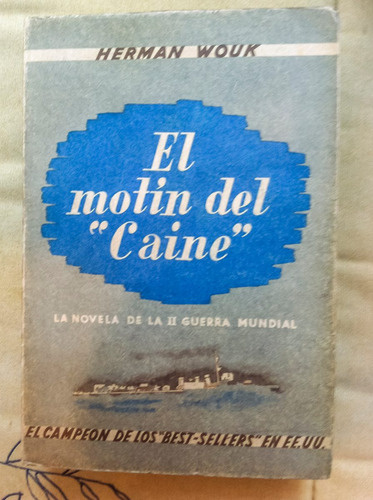 HERMAN WOUK
El
motin del
"Caine"
LA NOVELA DE LA II GUERRA MUNDIAL
EL CAMPEON DE LOS "BEST-SELLERS" EN EE.UU.